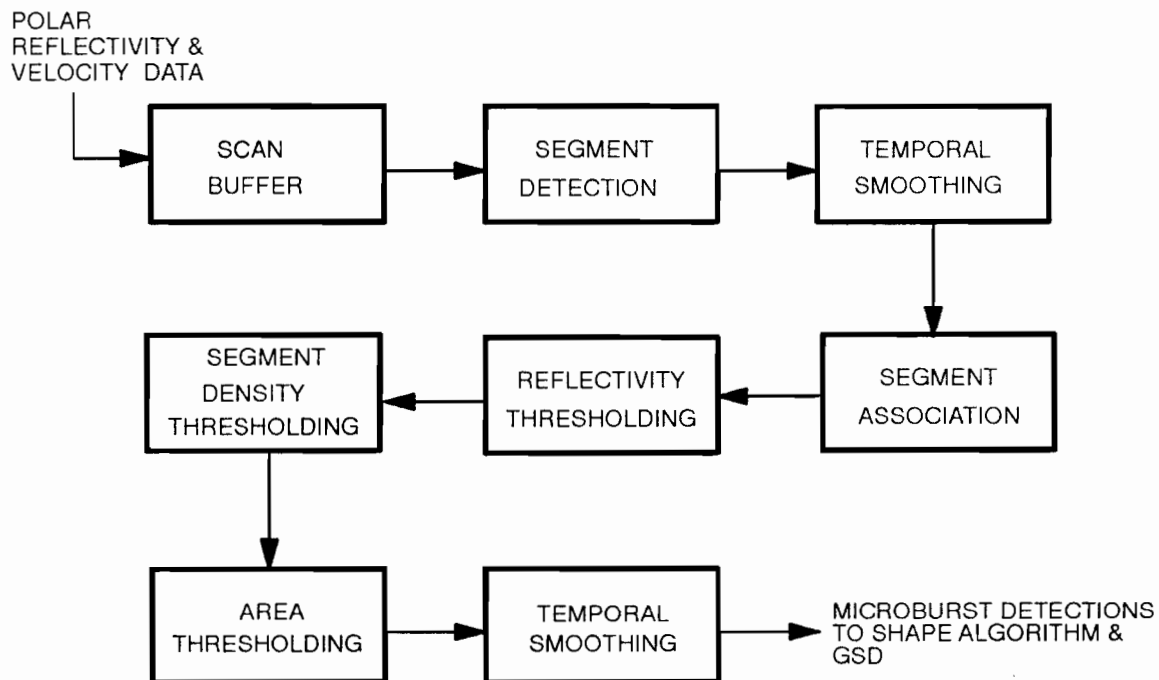 POLAR
REFLECTIVITY &
VELOCITY DATA
SCAN
BUFFER
SEGMENT
DETECTION
TEMPORAL
SMOOTHING
SEGMENT
ASSOCIATION
REFLECTIVITY
THRESHOLDING
SEGMENT
DENSITY
THRESHOLDING
AREA
THRESHOLDING
TEMPORAL
SMOOTHING
MICROBURST DETECTIONS
TO SHAPE ALGORITHM &
GSD